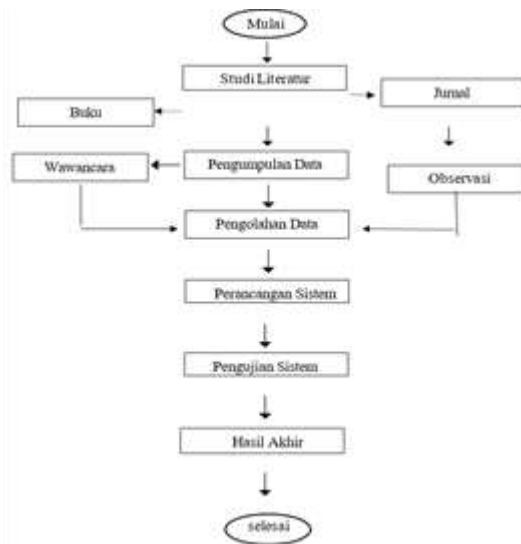 Mulai
Studi Literatur
Jurnal
Buku
Pengumpulan Data
Wawancara
Observasi
Pengolahan Data
Perancangan Sistem
Pengujian Sistem
Hasil Akhir
selesai